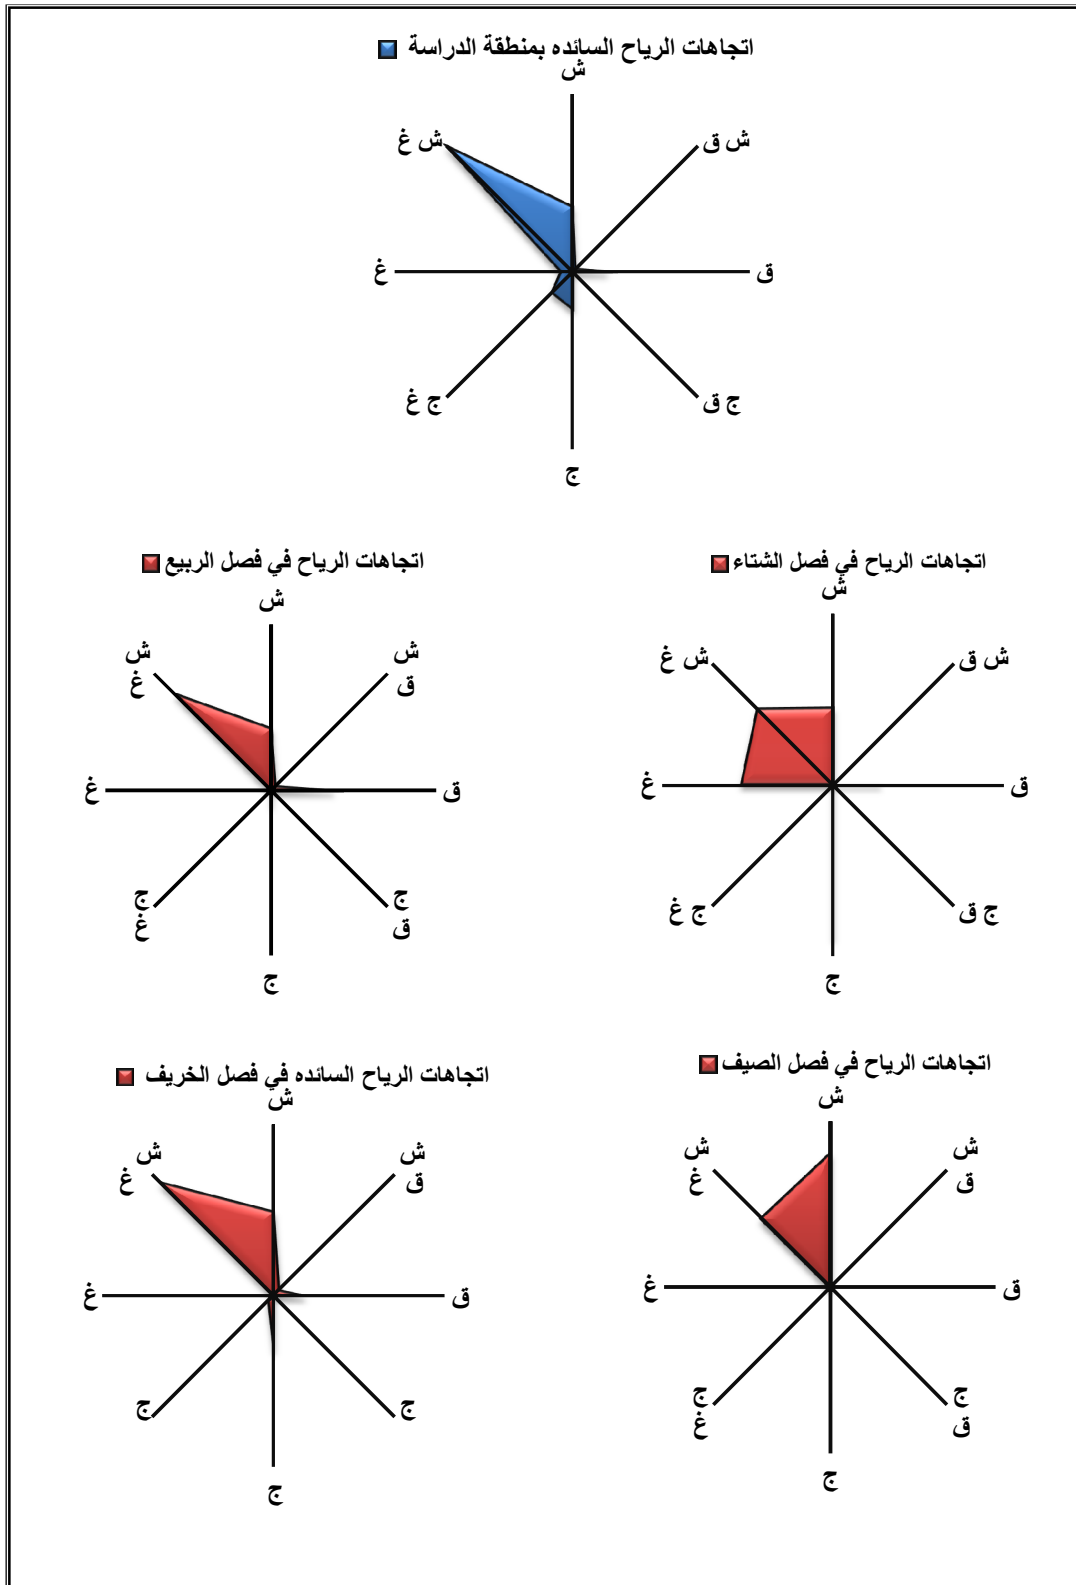 اتجاهات الرياح السائده بمنطقة الدراسة
ش
ش ق
ق
ج ق
ج
ج غ
غ
ش غ
اتجاهات الرياح في فصل الشتاء
ش
ش ق
ق
ج ق
ج
ج غ
غ
ش غ
اتجاهات الرياح في فصل الربيع
ش
ش
ق
ق
ج
ق
ج
ج
غ
غ
ش
غ
اتجاهات الرياح في فصل الصيف
ش
ش
ق
ق
ج
ق
ج
ج
غ
غ
ش
غ
اتجاهات الرياح السائده في فصل الخريف
ش
ش
ق
ق
ج
ج
ج
غ
ش
غ